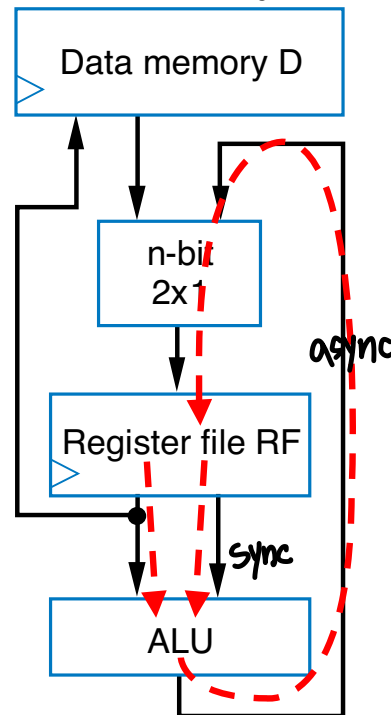 Data memory D
n-bit
2x1
async
Register file RF
sync
ALU